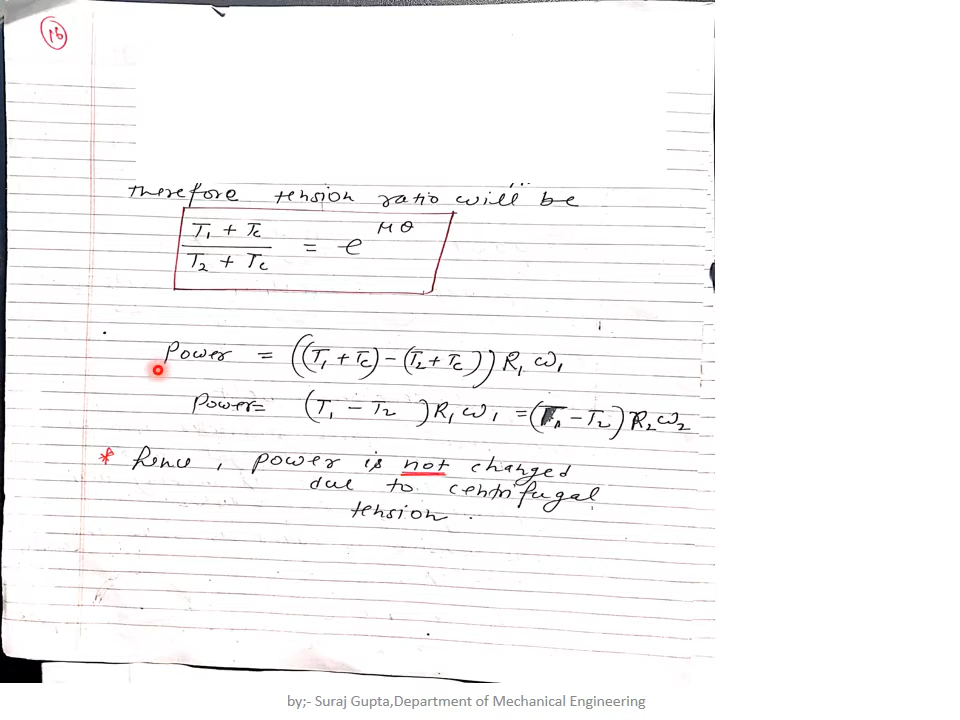 16
therefore tension ratio will be
T₁ + Tc / T₂ + Tc = e^μθ
Power = ((T₁ + Tc) - (T₂ + Tc)) R₁ ω₁
Power = (T₁ - T₂) R₁ ω₁ = (T₁ - T₂) R₂ ω₂
* Hence, power is not changed
due to centrifugal
tension.
by;- Suraj Gupta,Department of Mechanical Engineering